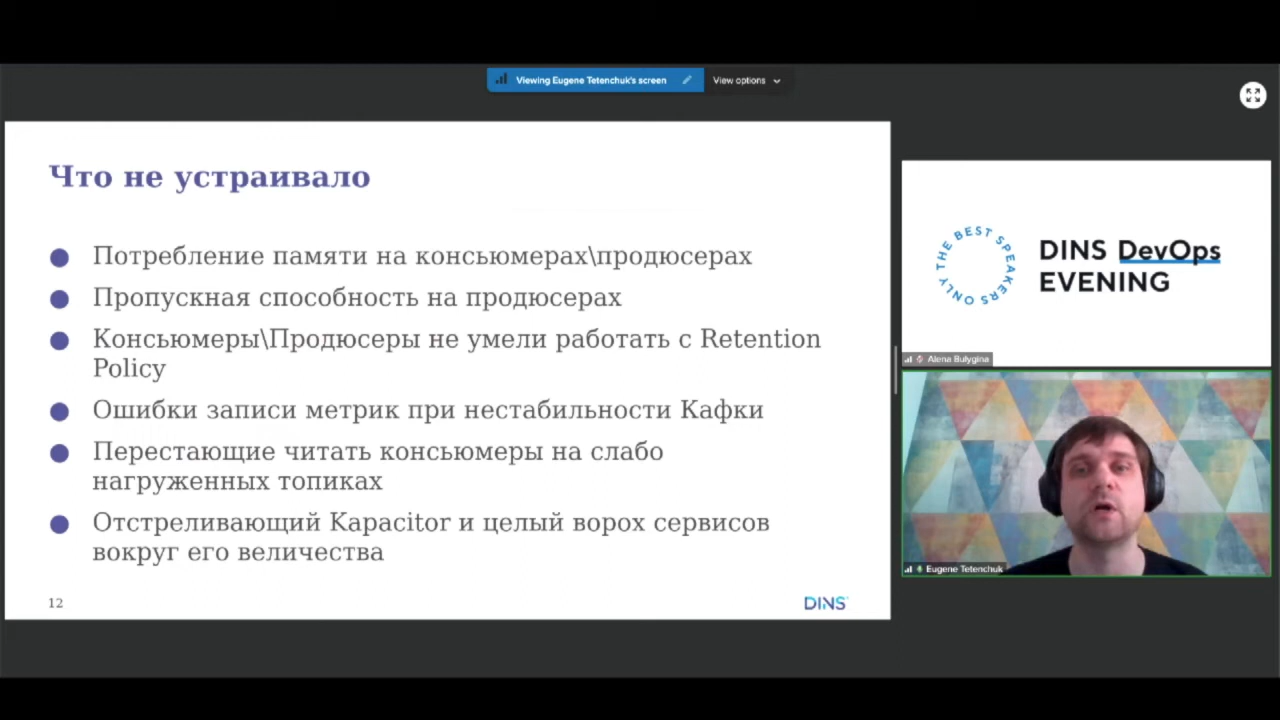 Viewing Eugene Tetenchuk's screen
View options
Что не устраивало
Потребление памяти на консьюмерах\продюсерах
Пропускная способность на продюсерах
Консьюмеры\Продюсеры не умели работать с Retention
Policy
Ошибки записи метрик при нестабильности Кафки
Перестающие читать консьюмеры на слабо
нагруженных топиках
Отстреливающий Kapacitor и целый ворох сервисов
вокруг его величества
12
DINS
THE BEST SPEAKERS ONLY
DINS DevOps
EVENING
Alena Bulygina
Eugene Tetenchuk